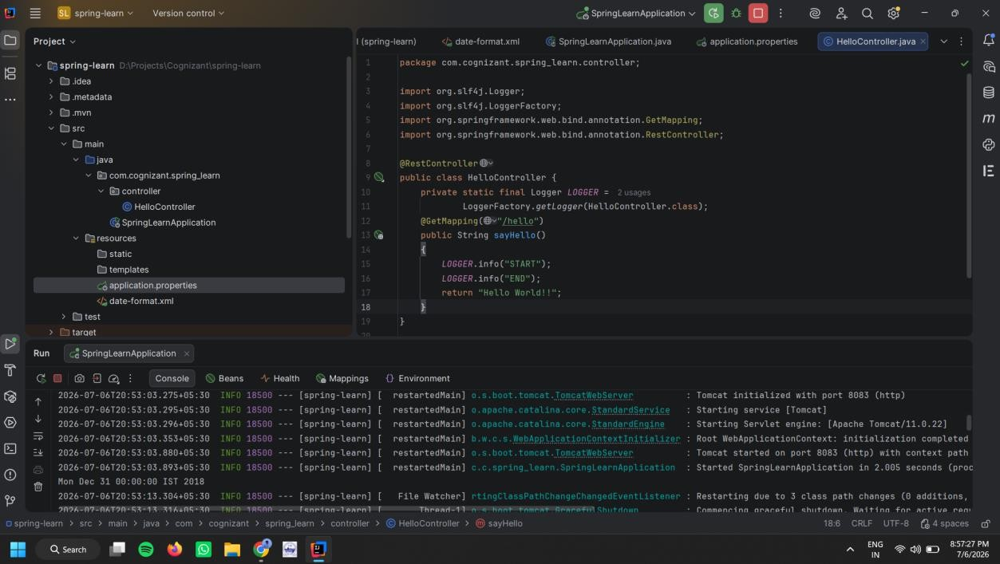 SL spring-learn Version control SpringLearnApplication
Project
spring-learn D:\Projects\Cognizant\spring-learn
.idea
.metadata
.mvn
src
main
java
com.cognizant.spring_learn
controller
HelloController
SpringLearnApplication
resources
static
templates
application.properties
date-format.xml
test
target
l (spring-learn) date-format.xml SpringLearnApplication.java application.properties HelloController.java
1 package com.cognizant.spring_learn.controller;
2
3 import org.slf4j.Logger;
4 import org.slf4j.LoggerFactory;
5 import org.springframework.web.bind.annotation.GetMapping;
6 import org.springframework.web.bind.annotation.RestController;
7
8 @RestController
9 public class HelloController {
10 private static final Logger LOGGER = 2 usages
11 LoggerFactory.getLogger(HelloController.class);
12 @GetMapping("/hello")
13 public String sayHello()
14 {
15 LOGGER.info("START");
16 LOGGER.info("END");
17 return "Hello World!!";
18 }
19 }
20
Run SpringLearnApplication
Console Beans Health Mappings Environment
2026-07-06T20:53:03.275+05:30 INFO 18500 --- [spring-learn] [ restartedMain] o.s.boot.tomcat.TomcatWebServer : Tomcat initialized with port 8083 (http)
2026-07-06T20:53:03.295+05:30 INFO 18500 --- [spring-learn] [ restartedMain] o.apache.catalina.core.StandardService : Starting service [Tomcat]
2026-07-06T20:53:03.295+05:30 INFO 18500 --- [spring-learn] [ restartedMain] o.apache.catalina.core.StandardEngine : Starting Servlet engine: [Apache Tomcat/11.0.22]
2026-07-06T20:53:03.353+05:30 INFO 18500 --- [spring-learn] [ restartedMain] b.w.c.s.WebApplicationContextInitializer : Root WebApplicationContext: initialization completed
2026-07-06T20:53:03.880+05:30 INFO 18500 --- [spring-learn] [ restartedMain] o.s.boot.tomcat.TomcatWebServer : Tomcat started on port 8083 (http) with context path
2026-07-06T20:53:03.893+05:30 INFO 18500 --- [spring-learn] [ restartedMain] c.c.spring_learn.SpringLearnApplication : Started SpringLearnApplication in 2.005 seconds (proc
Mon Dec 31 00:00:00 IST 2018
2026-07-06T20:53:13.304+05:30 INFO 18500 --- [spring-learn] [ File Watcher] rtingClassPathChangeChangedEventListener : Restarting due to 3 class path changes (0 additions,
2026-07-06T20:53:13.316+05:30 INFO 18500 --- [spring-learn] [ Thread-1] o.s.boot.tomcat.GracefulShutdown : Commencing graceful shutdown. Waiting for active requ
spring-learn > src > main > java > com > cognizant > spring_learn > controller > HelloController > sayHello 18:6 CRLF UTF-8 4 spaces
Search ENG IN 8:57:27 PM 7/6/2026